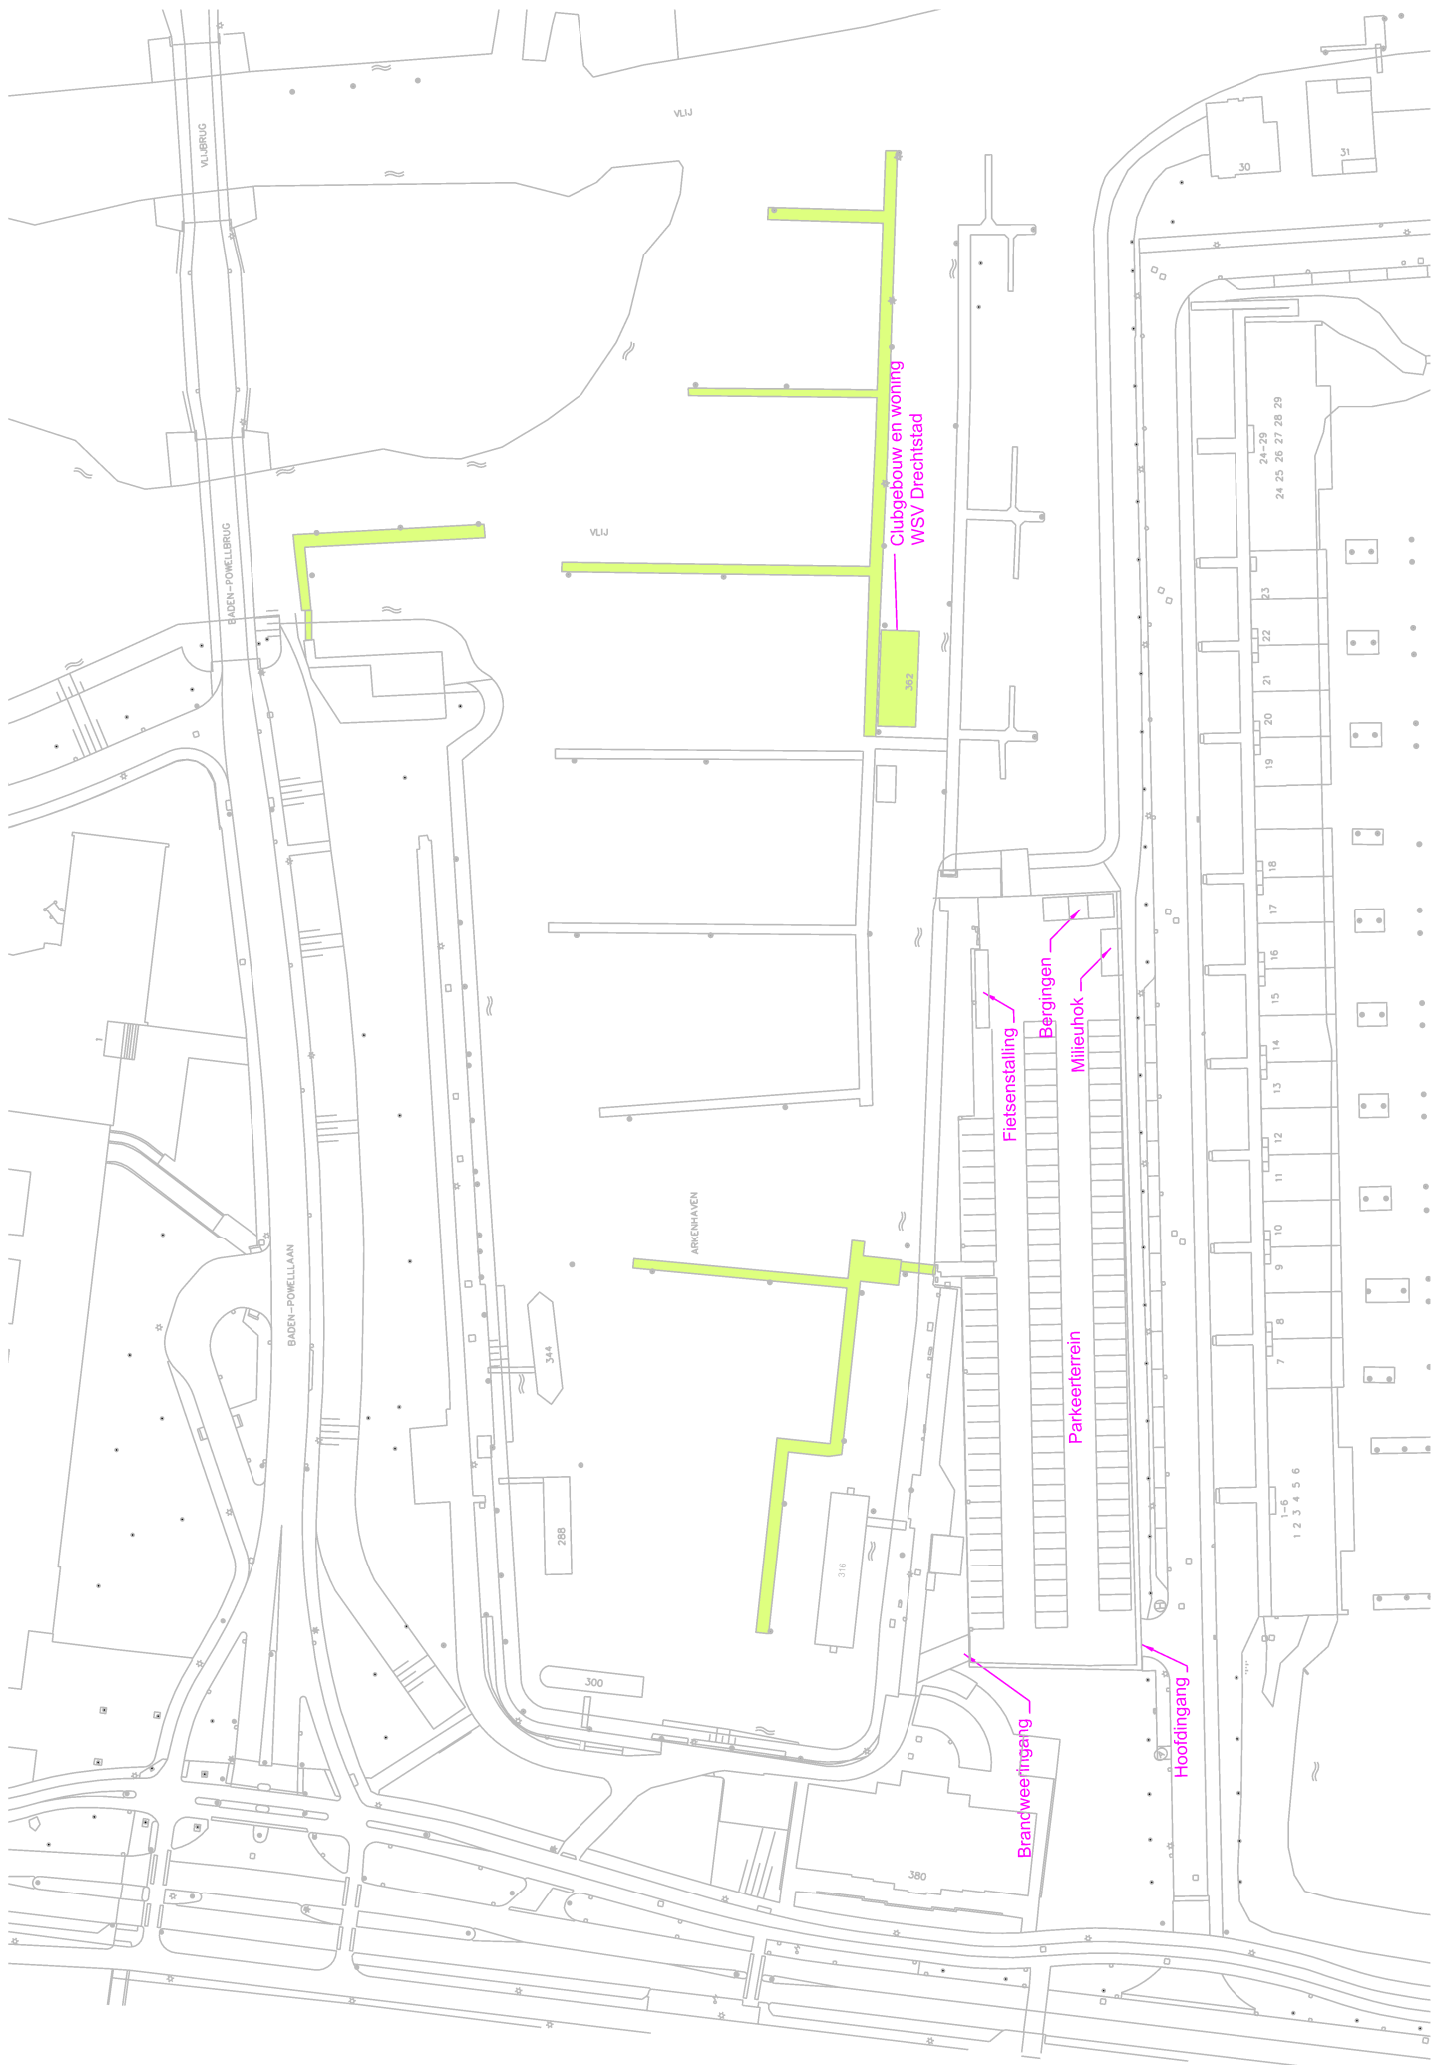 VLIJBRUG
VLIJ
30
31
Clubgebouw en woning
WSV Drechtstad
24-29
24 25 26 27 28 29
BADEN-POWELLBRUG
VLIJ
23
22
21
20
19
362
18
17
16
15
14
13
12
11
10
9
8
7
1-6
1 2 3 4 5 6
1
Bergingen
Milieuhok
Fietsenstalling
ARKENHAVEN
BADEN-POWELLLAAN
344
Parkeerterrein
288
316
300
Hoofdingang
Brandweeringang
380